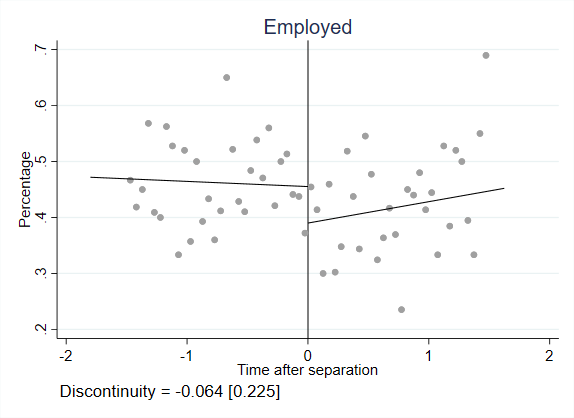 Employed
Percentage
.7
.6
.5
.4
.3
.2
-2
-1
0
1
2
Time after separation
Discontinuity = -0.064 [0.225]